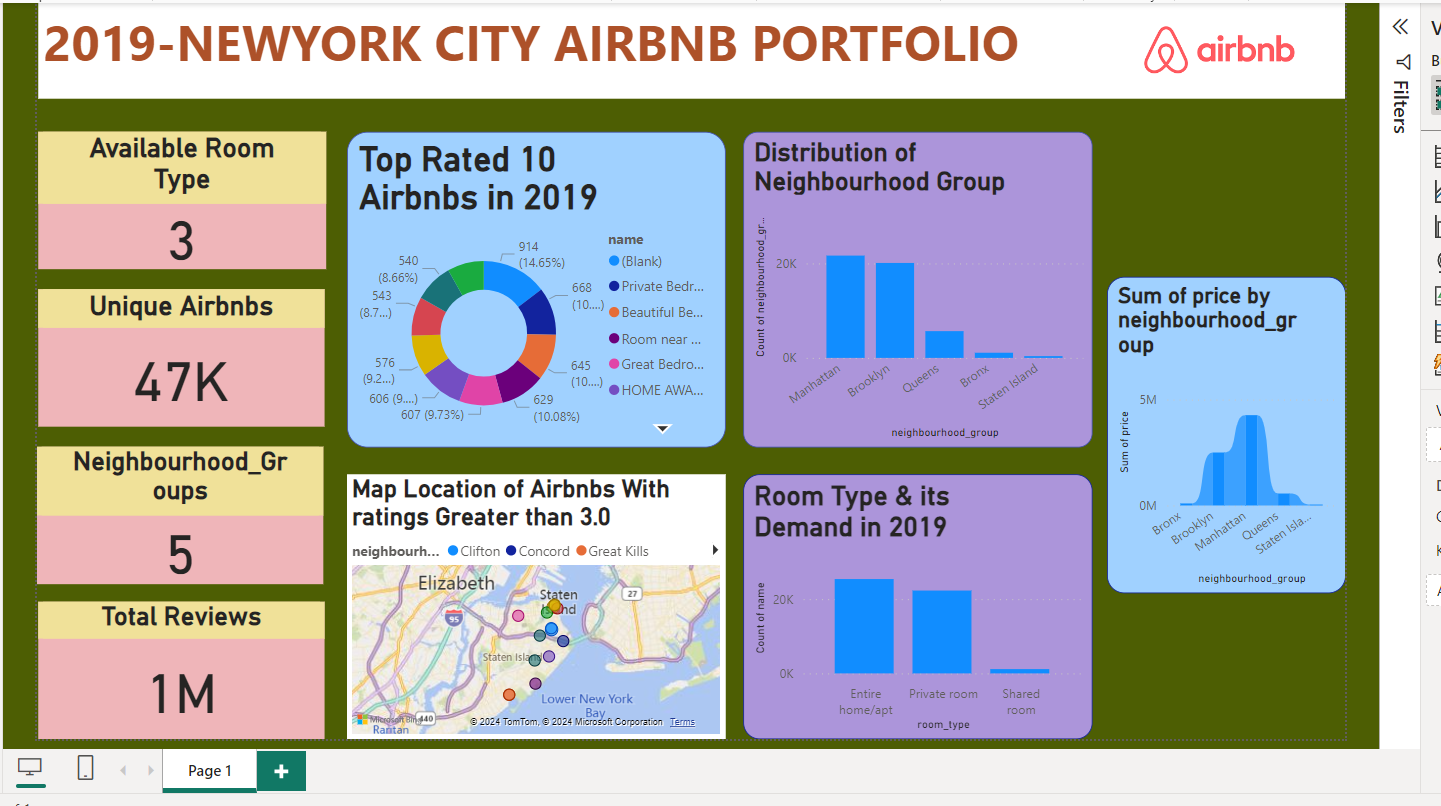 2019-NEWYORK CITY AIRBNB PORTFOLIO
airbnb
Filters
Available Room
Type
3
Unique Airbnbs
47K
Neighbourhood_Gr
oups
5
Total Reviews
1M
Top Rated 10
Airbnbs in 2019
914
(14.65%)
668
(10....)
645
(10....)
629
(10.08%)
607 (9.73%)
606 (9....)
576
(9.2...)
543
(8.7...)
540
(8.66%)
name
(Blank)
Private Bedr...
Beautiful Be...
Room near ...
Great Bedro...
HOME AWA...
Map Location of Airbnbs With
ratings Greater than 3.0
neighbourh...
Clifton
Concord
Great Kills
Elizabeth
Staten
Island
27
95
Staten Island
Lower New York
Bay
Microsoft Bing
440
Raritan
© 2024 TomTom, © 2024 Microsoft Corporation
Terms
Distribution of
Neighbourhood Group
Count of neighbourhood_gr...
20K
0K
Manhattan
Brooklyn
Queens
Bronx
Staten Island
neighbourhood_group
Room Type & its
Demand in 2019
Count of name
20K
0K
Entire
home/apt
Private room
Shared
room
room_type
Sum of price by
neighbourhood_gr
oup
Sum of price
5M
0M
Bronx
Brooklyn
Manhattan
Queens
Staten Isla...
neighbourhood_group
Page 1